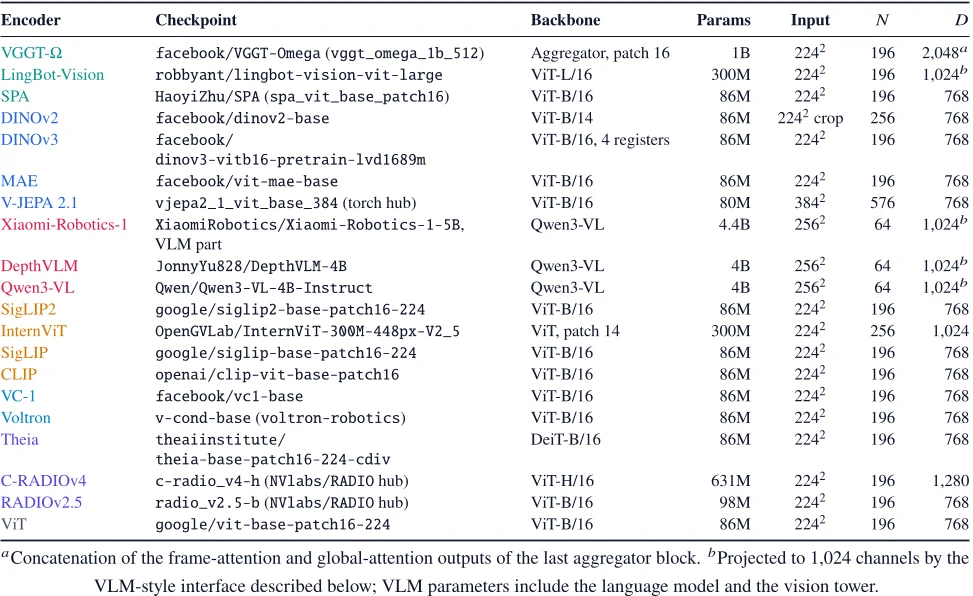 Encoder Checkpoint Backbone Params Input N D
VGGT-Ω facebook/VGGT-Omega (vggt_omega_1b_512) Aggregator, patch 16 1B 224² 196 2,048ᵃ
LingBot-Vision robbyant/lingbot-vision-vit-large ViT-L/16 300M 224² 196 1,024ᵇ
SPA HaoyiZhu/SPA (spa_vit_base_patch16) ViT-B/16 86M 224² 196 768
DINOv2 facebook/dinov2-base ViT-B/14 86M 224² crop 256 768
DINOv3 facebook/ ViT-B/16, 4 registers 86M 224² 196 768
dinov3-vitb16-pretrain-lvd1689m
MAE facebook/vit-mae-base ViT-B/16 86M 224² 196 768
V-JEPA 2.1 vjepa2_1_vit_base_384 (torch hub) ViT-B/16 80M 384² 576 768
Xiaomi-Robotics-1 XiaomiRobotics/Xiaomi-Robotics-1-5B, Qwen3-VL 4.4B 256² 64 1,024ᵇ
VLM part
DepthVLM JonnyYu828/DepthVLM-4B Qwen3-VL 4B 256² 64 1,024ᵇ
Qwen3-VL Qwen/Qwen3-VL-4B-Instruct Qwen3-VL 4B 256² 64 1,024ᵇ
SigLIP2 google/siglip2-base-patch16-224 ViT-B/16 86M 224² 196 768
InternViT OpenGVLab/InternViT-300M-448px-V2_5 ViT, patch 14 300M 224² 256 1,024
SigLIP google/siglip-base-patch16-224 ViT-B/16 86M 224² 196 768
CLIP openai/clip-vit-base-patch16 ViT-B/16 86M 224² 196 768
VC-1 facebook/vc1-base ViT-B/16 86M 224² 196 768
Voltron v-cond-base (voltron-robotics) ViT-B/16 86M 224² 196 768
Theia theaiinstitute/ DeiT-B/16 86M 224² 196 768
theia-base-patch16-224-cdiv
C-RADIOv4 c-radio_v4-h (NVlabs/RADIO hub) ViT-H/16 631M 224² 196 1,280
RADIOv2.5 radio_v2.5-b (NVlabs/RADIO hub) ViT-B/16 98M 224² 196 768
ViT google/vit-base-patch16-224 ViT-B/16 86M 224² 196 768
ᵃConcatenation of the frame-attention and global-attention outputs of the last aggregator block. ᵇProjected to 1,024 channels by the
VLM-style interface described below; VLM parameters include the language model and the vision tower.